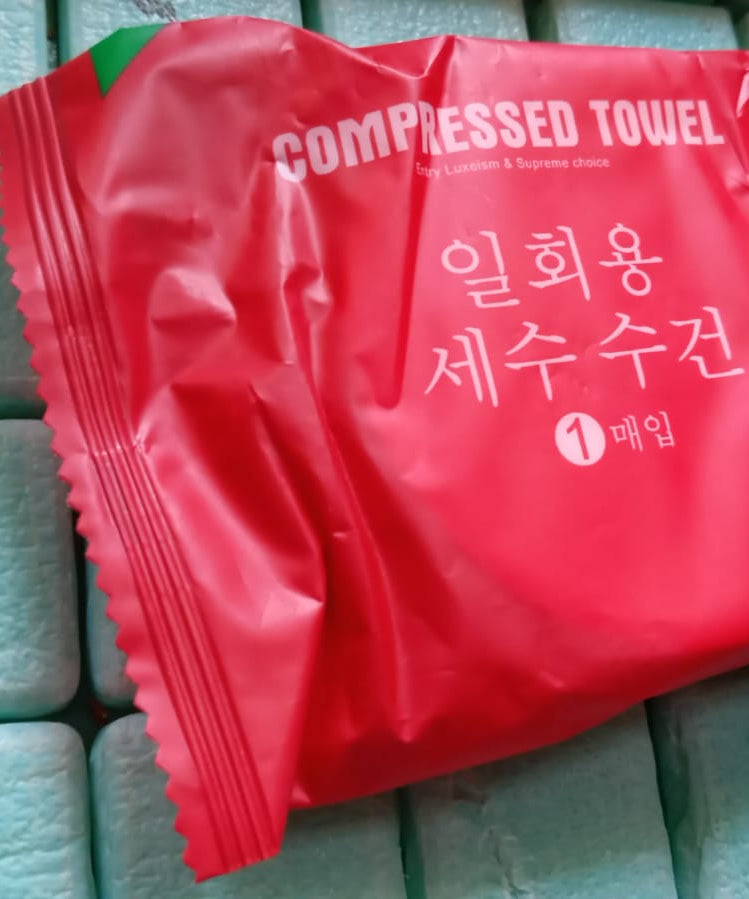 COMPRESSED TOWEL
Entry Luxeism & Supreme choice
일회용
세수 수건
1 매입